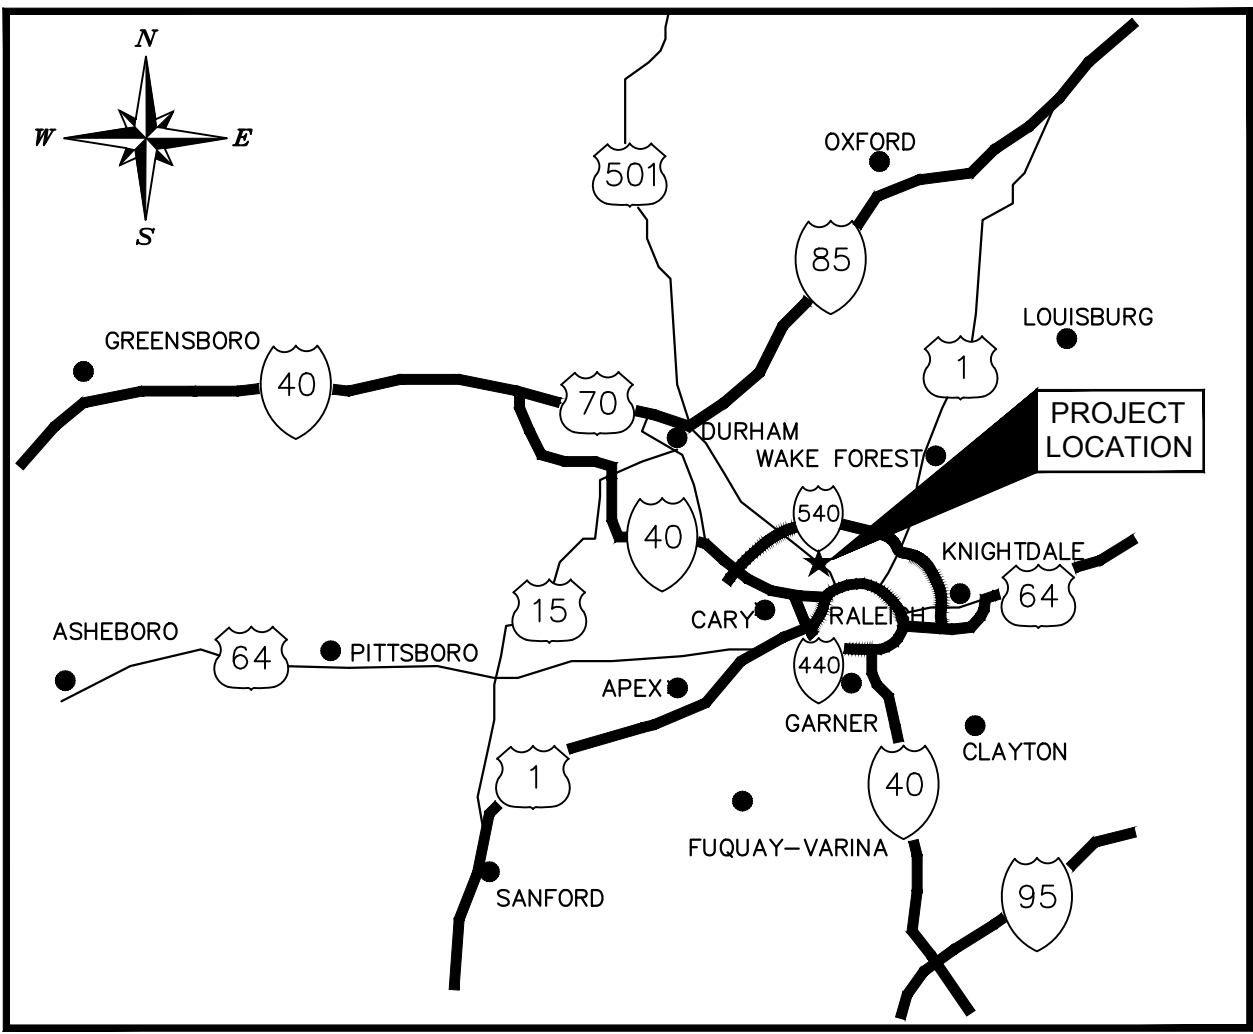 N
W
E
S
501
OXFORD
85
LOUISBURG
GREENSBORO
40
1
70
PROJECT
LOCATION
DURHAM
WAKE FOREST
540
40
KNIGHTDALE
64
15
CARY
RALEIGH
ASHEBORO
64
PITTSBORO
440
APEX
GARNER
CLAYTON
1
40
FUQUAY-VARINA
95
SANFORD